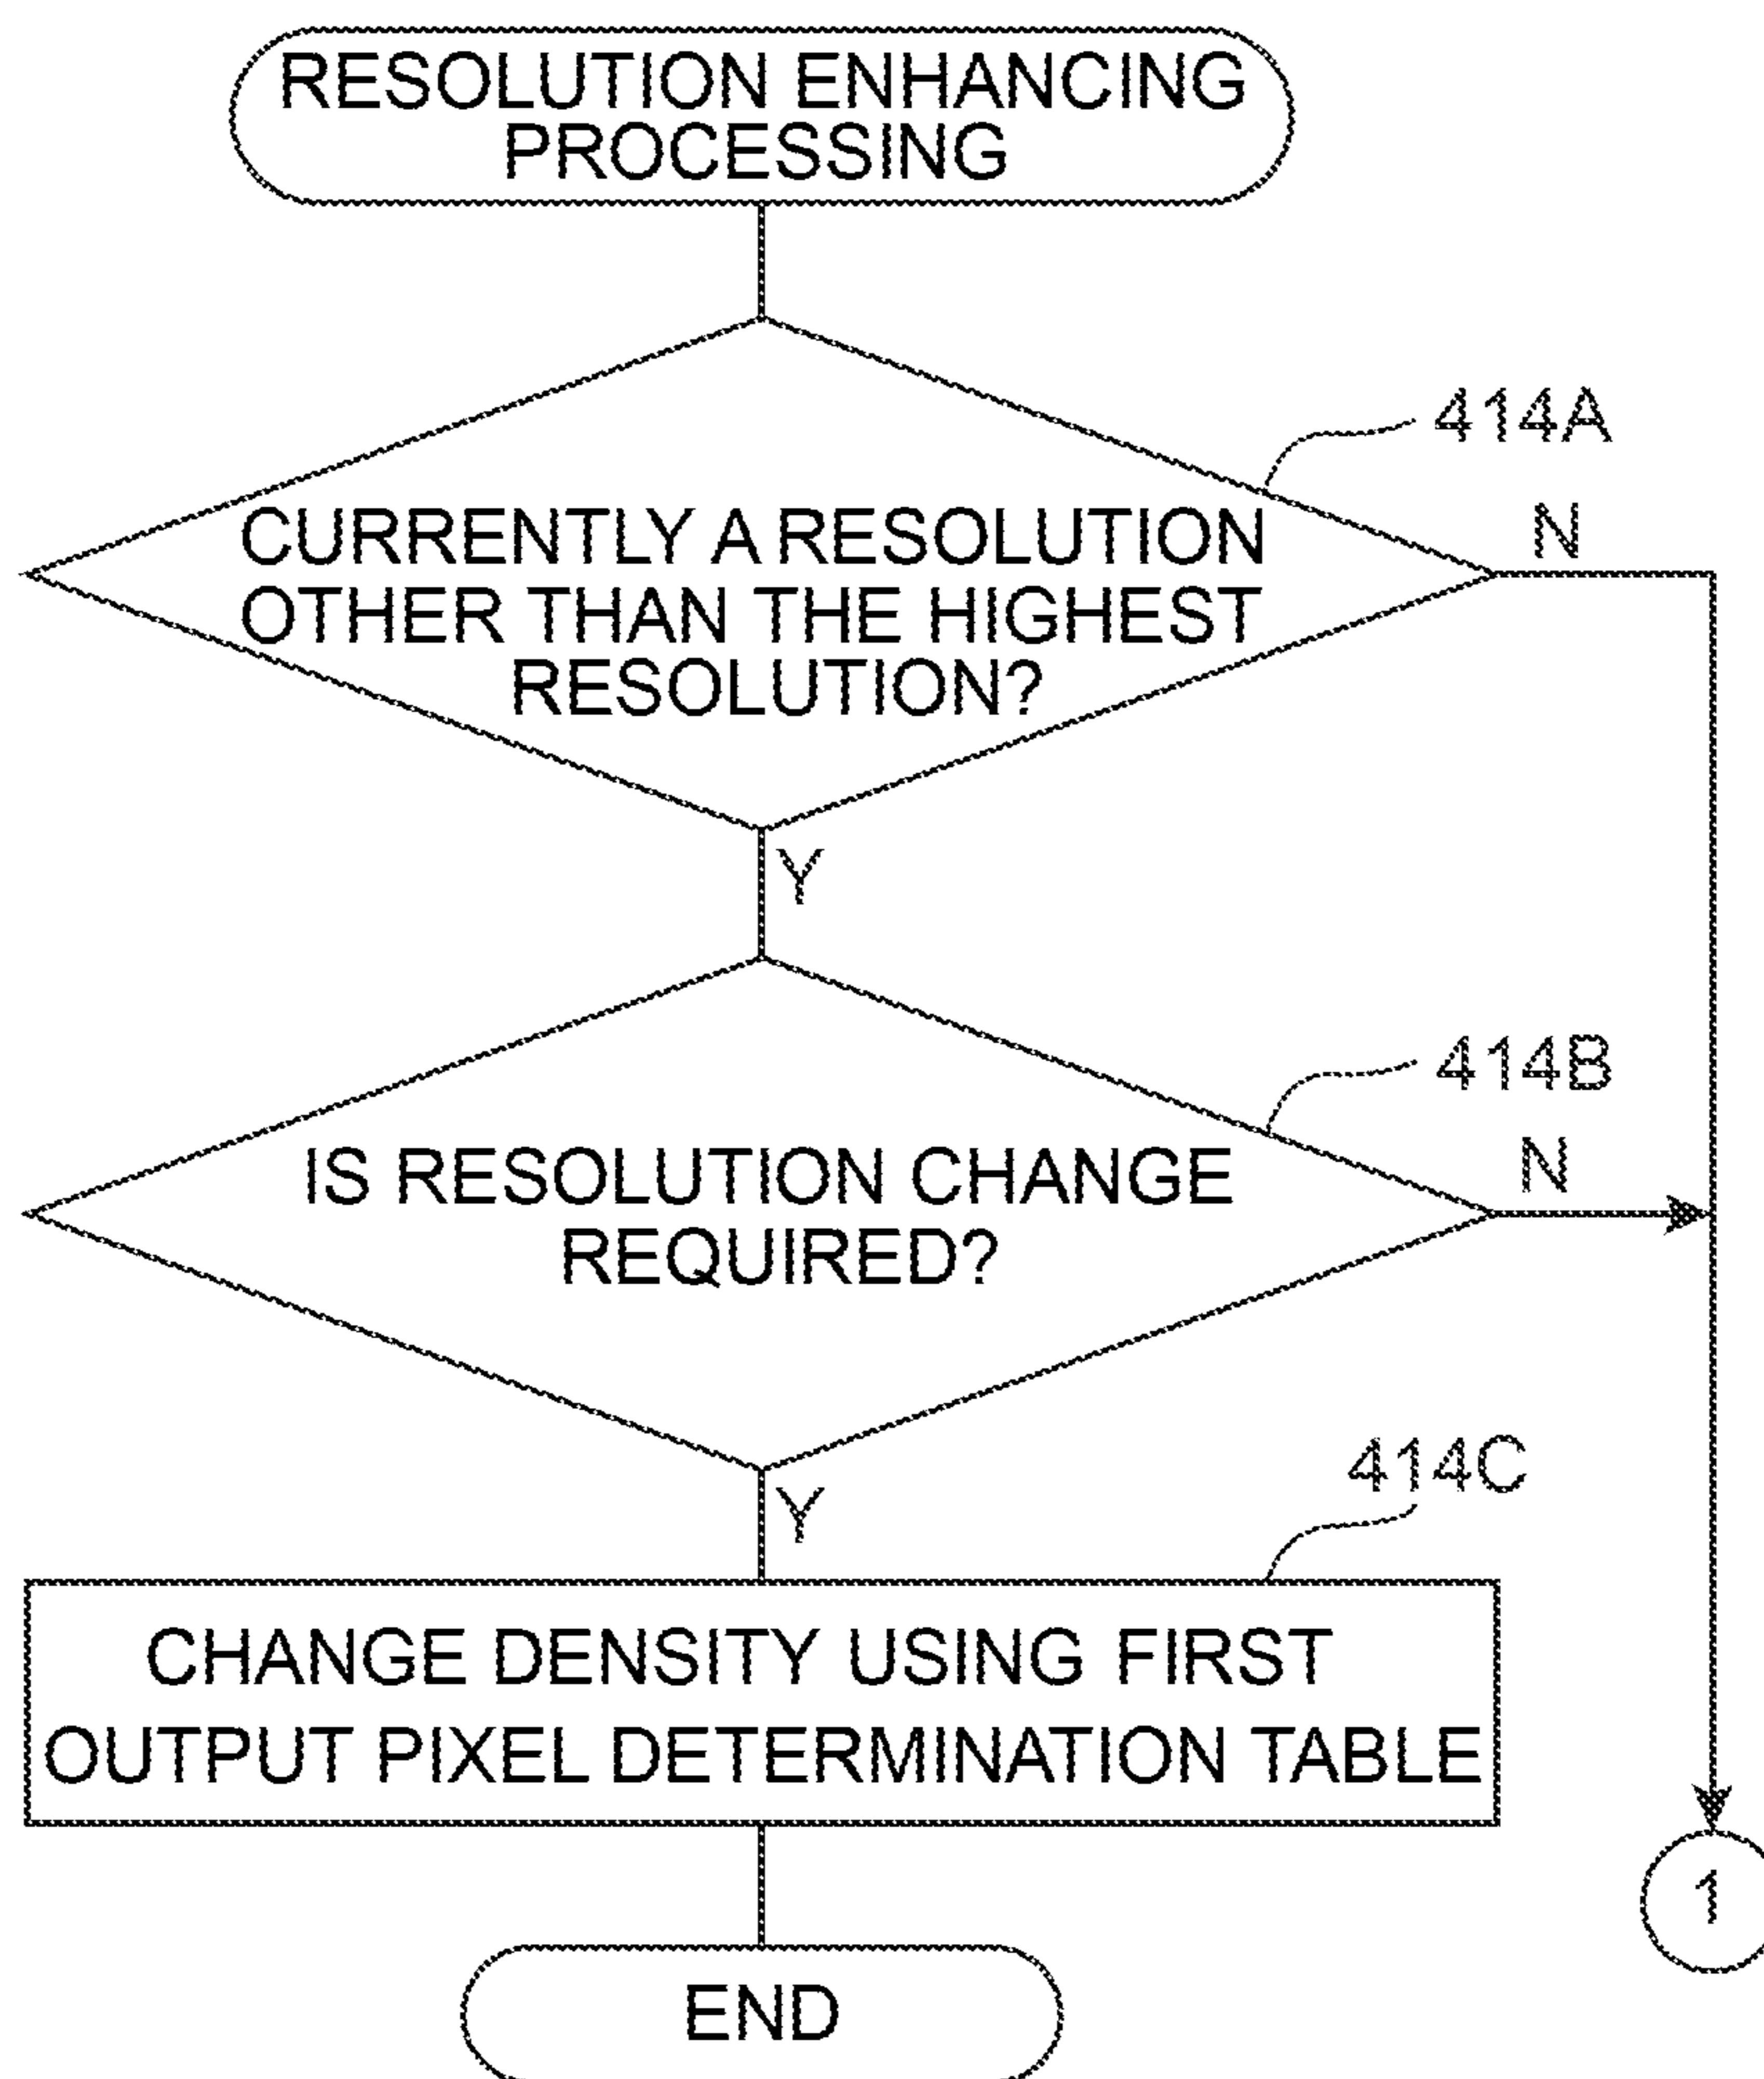 RESOLUTION ENHANCING
PROCESSING
414A
N
CURRENTLY A RESOLUTION
OTHER THAN THE HIGHEST
RESOLUTION?
Y
414B
N
IS RESOLUTION CHANGE
REQUIRED?
414C
Y
CHANGE DENSITY USING FIRST
OUTPUT PIXEL DETERMINATION TABLE
1
END